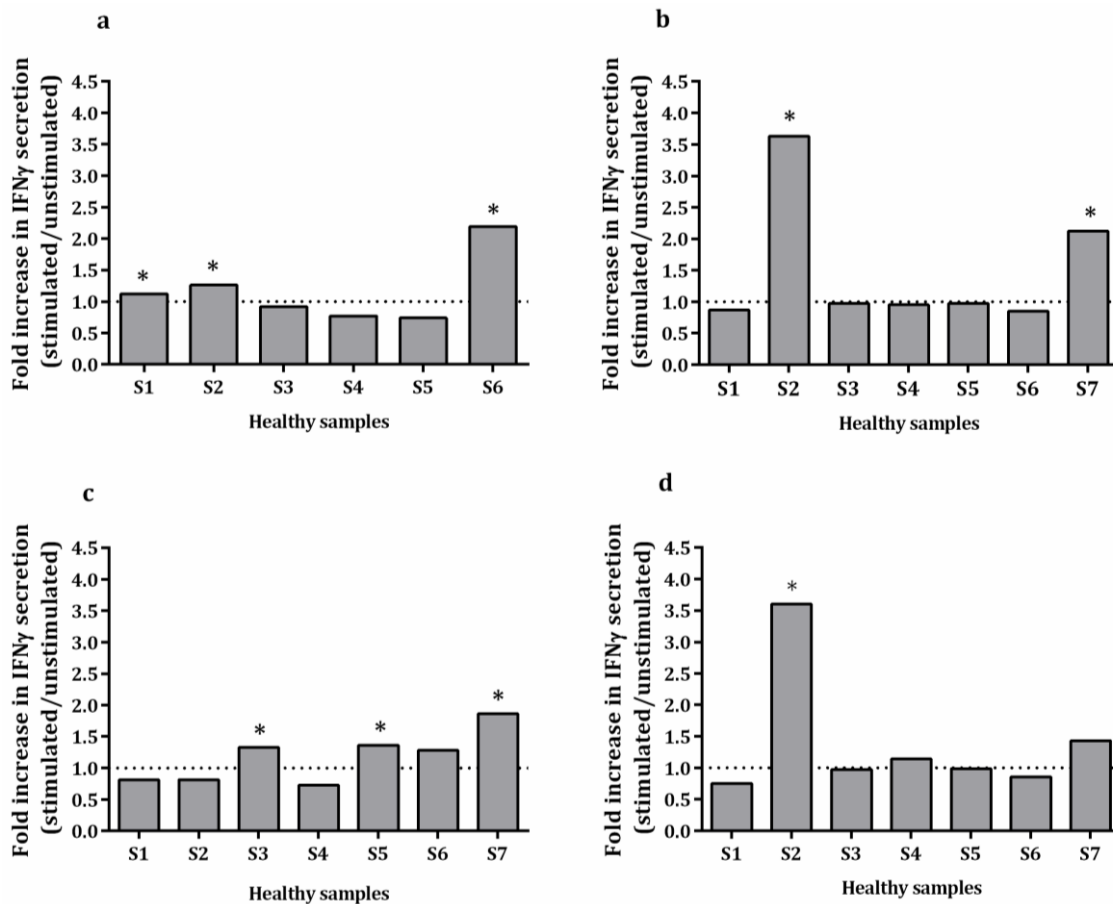 a
Fold increase in IFNγ secretion
(stimulated/unstimulated)
4.5
4.0
3.5
3.0
2.5
2.0
1.5
1.0
0.5
0.0
* * *
S1 S2 S3 S4 S5 S6
Healthy samples
b
Fold increase in IFNγ secretion
(stimulated/unstimulated)
4.5
4.0
3.5
3.0
2.5
2.0
1.5
1.0
0.5
0.0
* *
S1 S2 S3 S4 S5 S6 S7
Healthy samples
c
Fold increase in IFNγ secretion
(stimulated/unstimulated)
4.5
4.0
3.5
3.0
2.5
2.0
1.5
1.0
0.5
0.0
* * *
S1 S2 S3 S4 S5 S6 S7
Healthy samples
d
Fold increase in IFNγ secretion
(stimulated/unstimulated)
4.5
4.0
3.5
3.0
2.5
2.0
1.5
1.0
0.5
0.0
*
S1 S2 S3 S4 S5 S6 S7
Healthy samples